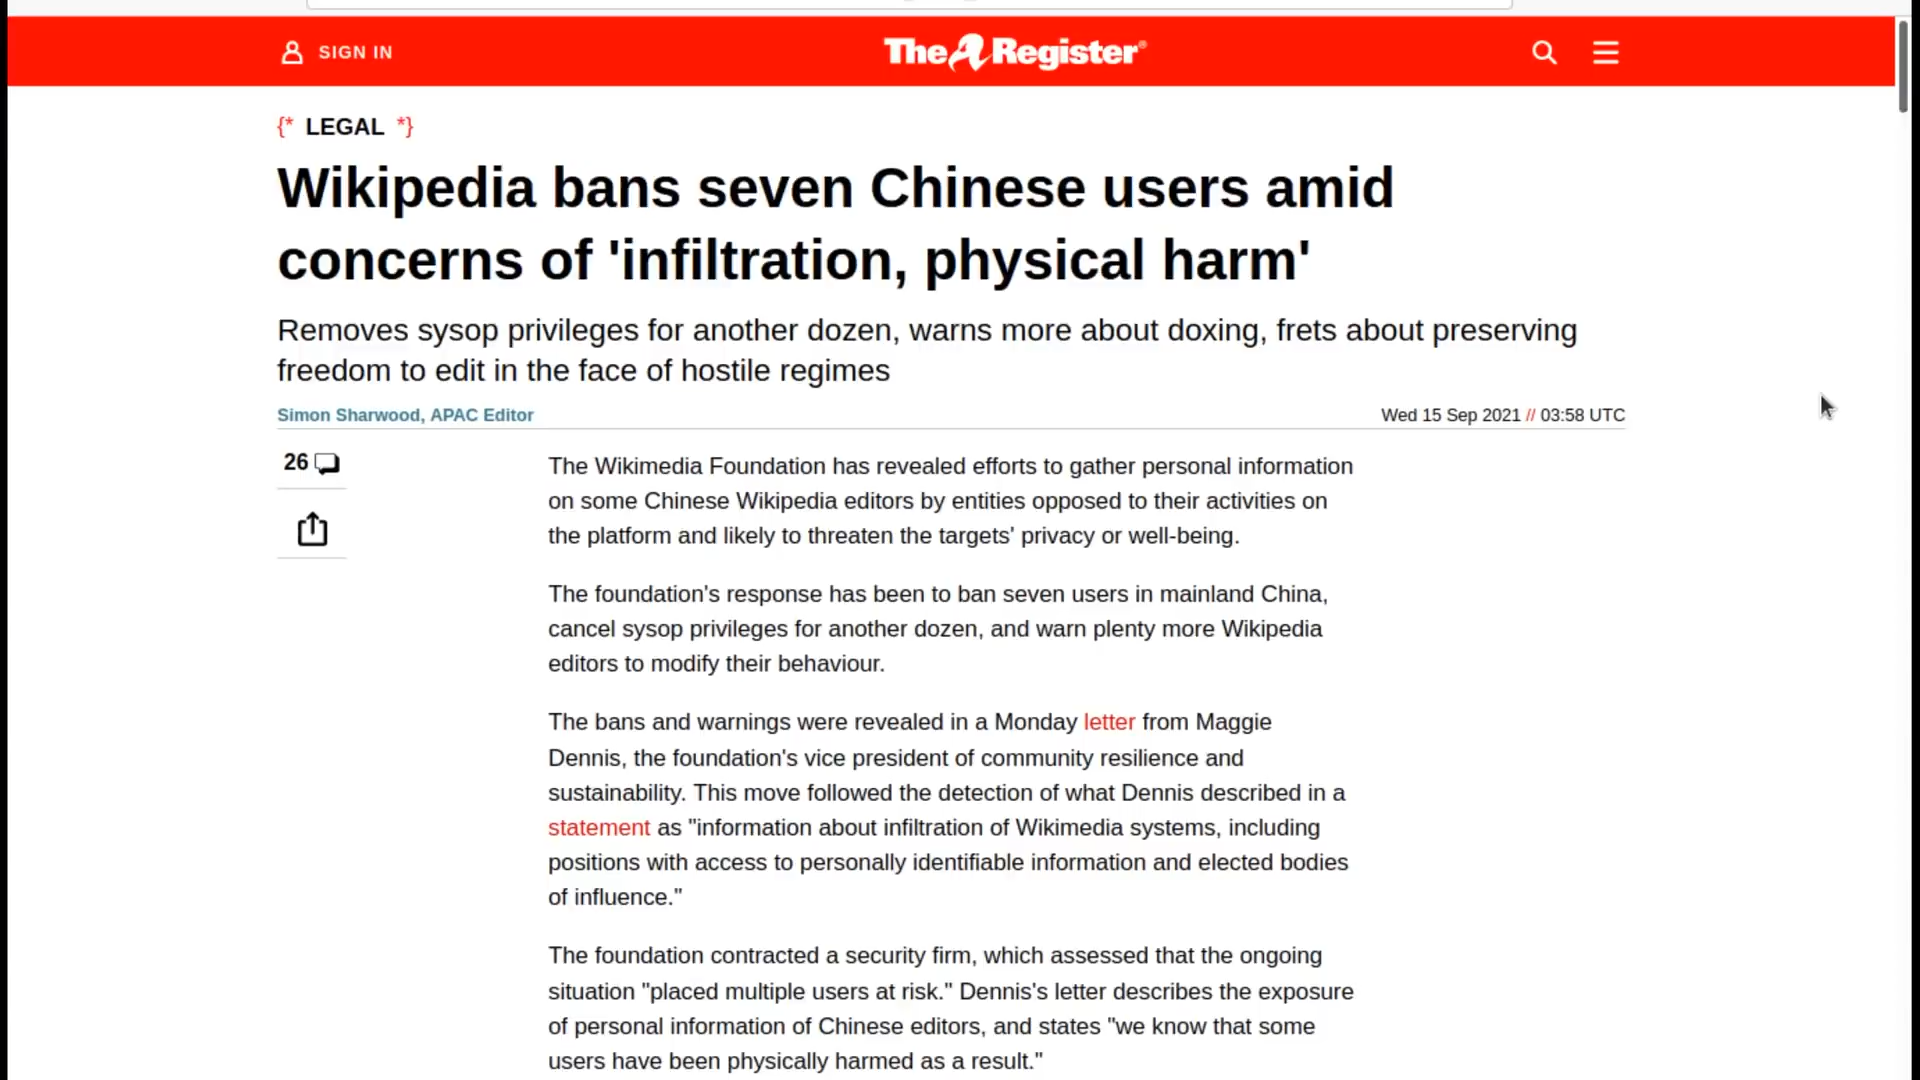 SIGN IN
The Register®
{* LEGAL *}
Wikipedia bans seven Chinese users amid
concerns of 'infiltration, physical harm'
Removes sysop privileges for another dozen, warns more about doxing, frets about preserving
freedom to edit in the face of hostile regimes
Simon Sharwood, APAC Editor
Wed 15 Sep 2021 // 03:58 UTC
26
The Wikimedia Foundation has revealed efforts to gather personal information
on some Chinese Wikipedia editors by entities opposed to their activities on
the platform and likely to threaten the targets' privacy or well-being.
The foundation's response has been to ban seven users in mainland China,
cancel sysop privileges for another dozen, and warn plenty more Wikipedia
editors to modify their behaviour.
The bans and warnings were revealed in a Monday letter from Maggie
Dennis, the foundation's vice president of community resilience and
sustainability. This move followed the detection of what Dennis described in a
statement as "information about infiltration of Wikimedia systems, including
positions with access to personally identifiable information and elected bodies
of influence."
The foundation contracted a security firm, which assessed that the ongoing
situation "placed multiple users at risk." Dennis's letter describes the exposure
of personal information of Chinese editors, and states "we know that some
users have been physically harmed as a result."